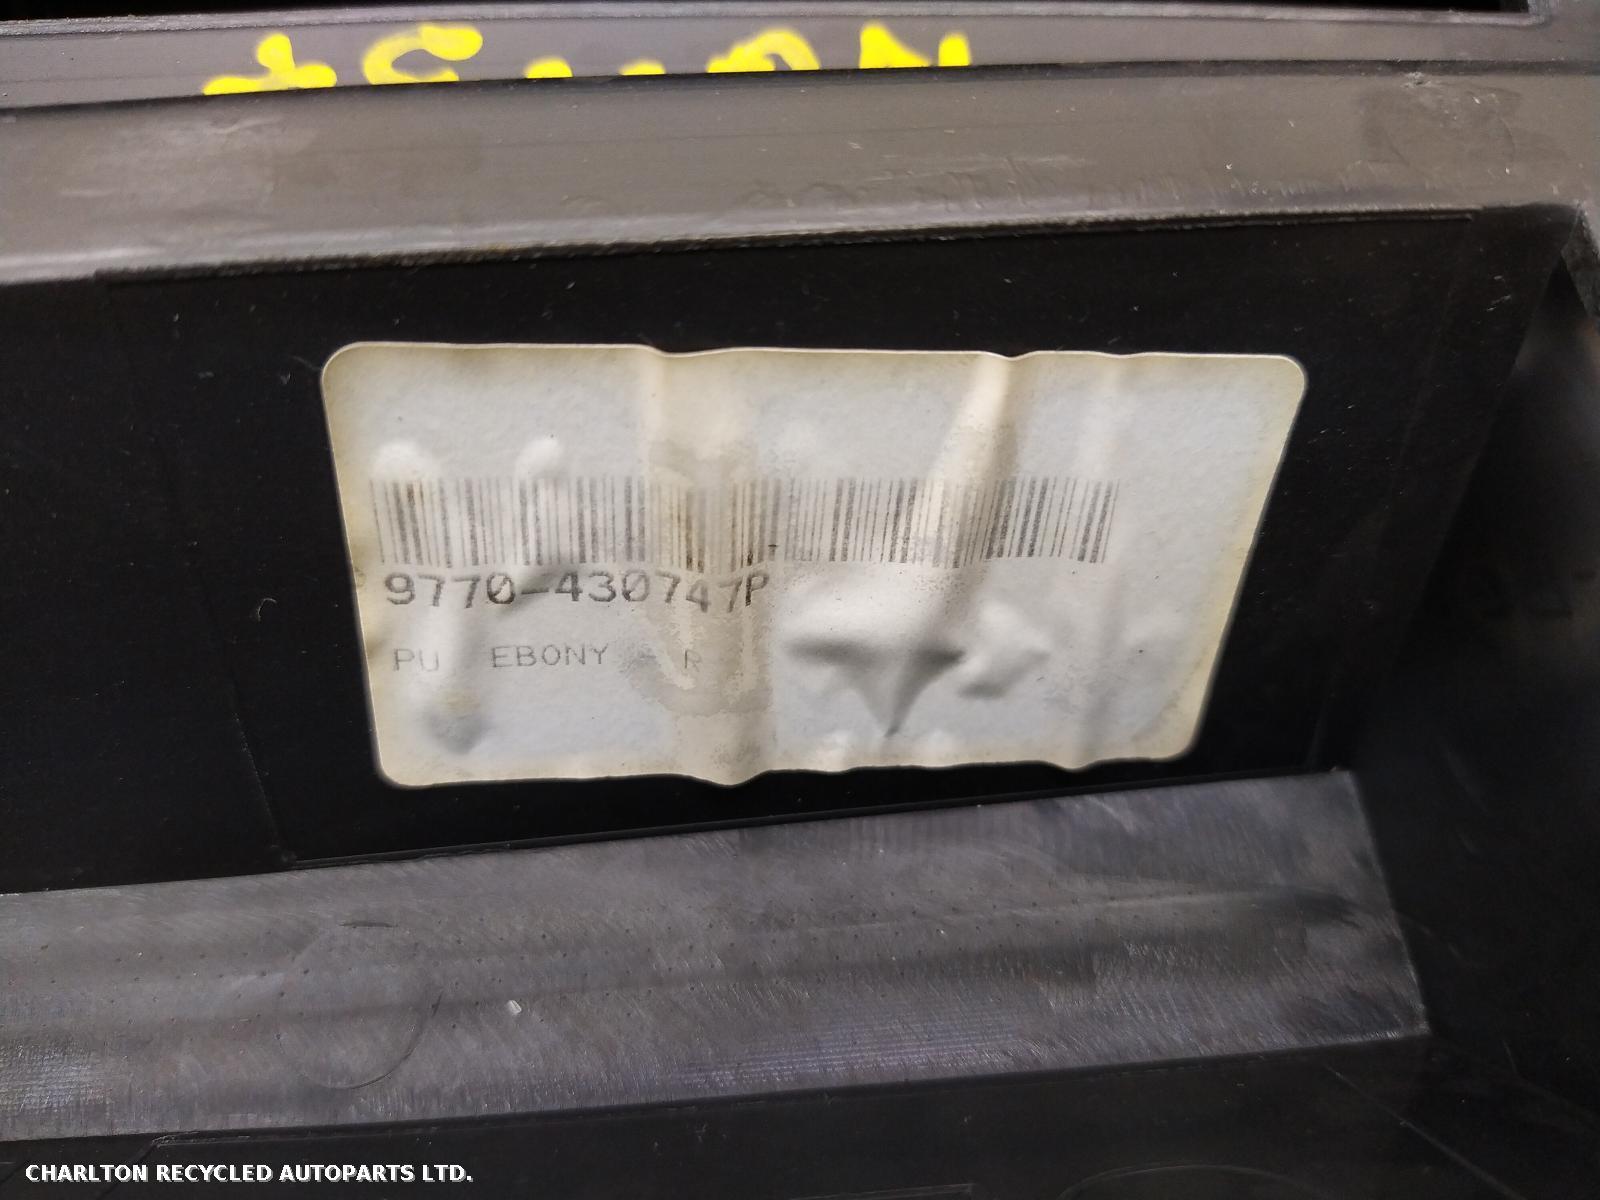 9770-430747P
PU EBONY - R
CHARLTON RECYCLED AUTOPARTS LTD.